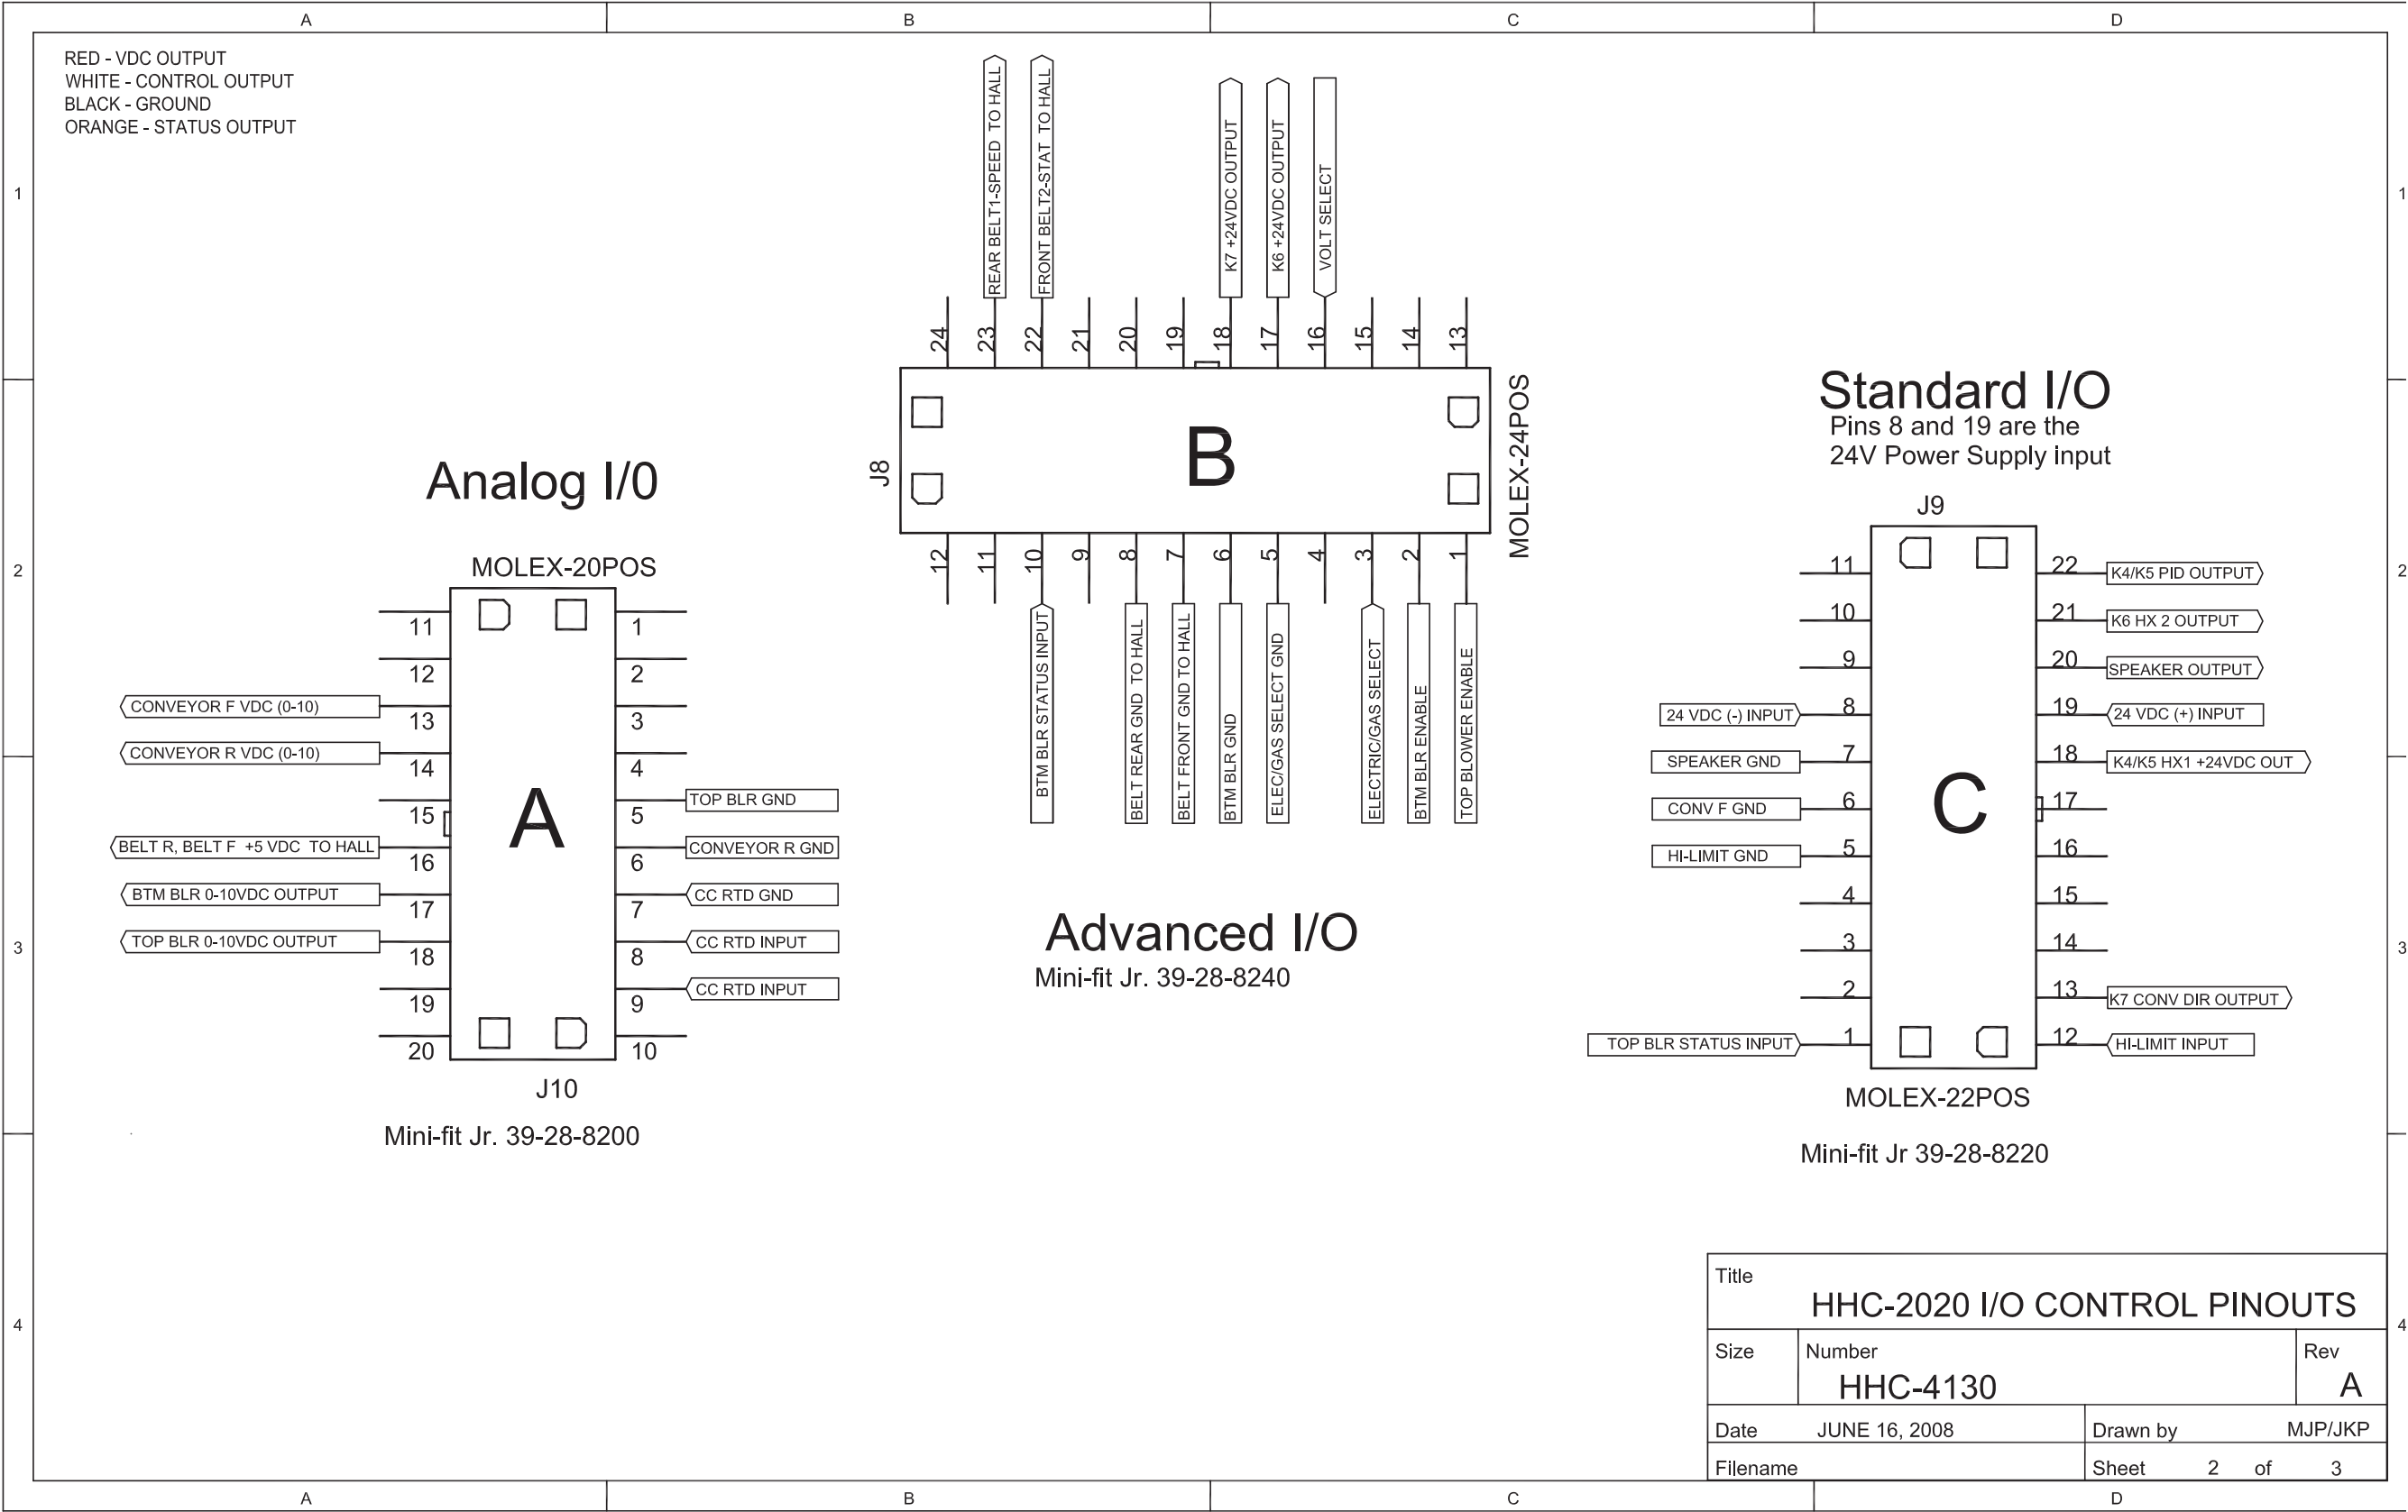 A B C D
RED - VDC OUTPUT
WHITE - CONTROL OUTPUT
BLACK - GROUND
ORANGE - STATUS OUTPUT
1
1
2
2
3
3
4
4
REAR BELT1-SPEED TO HALL
FRONT BELT2-STAT TO HALL
K7 +24VDC OUTPUT
K6 +24VDC OUTPUT
VOLT SELECT
24 23 22 21 20 19 18 17 16 15 14 13
J8
B
MOLEX-24POS
12 11 10 9 8 7 6 5 4 3 2 1
BTM BLR STATUS INPUT
BELT REAR GND TO HALL
BELT FRONT GND TO HALL
BTM BLR GND
ELEC/GAS SELECT GND
ELECTRIC/GAS SELECT
BTM BLR ENABLE
TOP BLOWER ENABLE
Advanced I/O
Mini-fit Jr. 39-28-8240
Analog I/0
MOLEX-20POS
11 1
12 2
CONVEYOR F VDC (0-10) 13 3
CONVEYOR R VDC (0-10) 14 4
15 5 TOP BLR GND
A
BELT R, BELT F +5 VDC TO HALL 16 6 CONVEYOR R GND
BTM BLR 0-10VDC OUTPUT 17 7 CC RTD GND
TOP BLR 0-10VDC OUTPUT 18 8 CC RTD INPUT
19 9 CC RTD INPUT
20 10
J10
Mini-fit Jr. 39-28-8200
Standard I/O
Pins 8 and 19 are the
24V Power Supply input
J9
11 22 K4/K5 PID OUTPUT
10 21 K6 HX 2 OUTPUT
9 20 SPEAKER OUTPUT
24 VDC (-) INPUT 8 19 24 VDC (+) INPUT
SPEAKER GND 7 18 K4/K5 HX1 +24VDC OUT
C
CONV F GND 6 17
HI-LIMIT GND 5 16
4 15
3 14
2 13 K7 CONV DIR OUTPUT
TOP BLR STATUS INPUT 1 12 HI-LIMIT INPUT
MOLEX-22POS
Mini-fit Jr 39-28-8220
Title
HHC-2020 I/O CONTROL PINOUTS
Size Number Rev
HHC-4130 A
Date JUNE 16, 2008 Drawn by MJP/JKP
Filename Sheet 2 of 3
A B C D